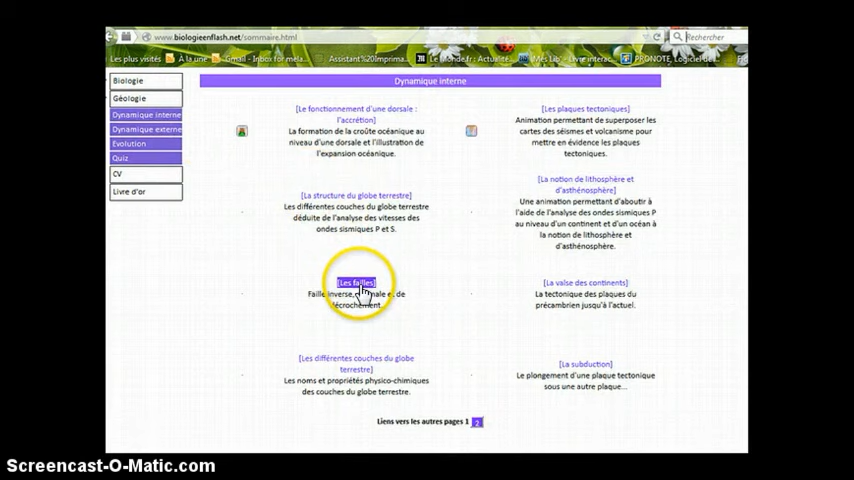 www.biologieenflash.net/sommaire.html
Rechercher
Les plus visités
À la une
Gmail - Inbox for mela...
Assistant%20Imprima...
Le Monde.fr : Actualité...
Mes Lib' - Livre interac...
PRONOTE, Logiciel de...
Biologie
Géologie
Dynamique interne
Dynamique externe
Evolution
Quiz
CV
Livre d'or
Dynamique interne
[Le fonctionnement d'une dorsale :
l'accrétion]
La formation de la croûte océanique au
niveau d'une dorsale et l'illustration de
l'expansion océanique.
[Les plaques tectoniques]
Animation permettant de superposer les
cartes des séismes et volcanisme pour
mettre en évidence les plaques
tectoniques.
[La structure du globe terrestre]
Les différentes couches du globe terrestre
déduite de l'analyse des vitesses des
ondes sismiques P et S.
[La notion de lithosphère et
d'asthénosphère]
Une animation permettant d'aboutir à
l'aide de l'analyse des ondes sismiques P
au niveau d'un continent et d'un océan à
la notion de lithosphère et
d'asthénosphère.
[Les failles]
Faille inverse, et de
décrochement...
[La valse des continents]
La tectonique des plaques du
précambrien jusqu'à l'actuel.
[Les différentes couches du globe
terrestre]
Les noms et propriétés physico-chimiques
des couches du globe terrestre.
[La subduction]
Le plongement d'une plaque tectonique
sous une autre plaque...
Liens vers les autres pages 1 2
Screencast-O-Matic.com